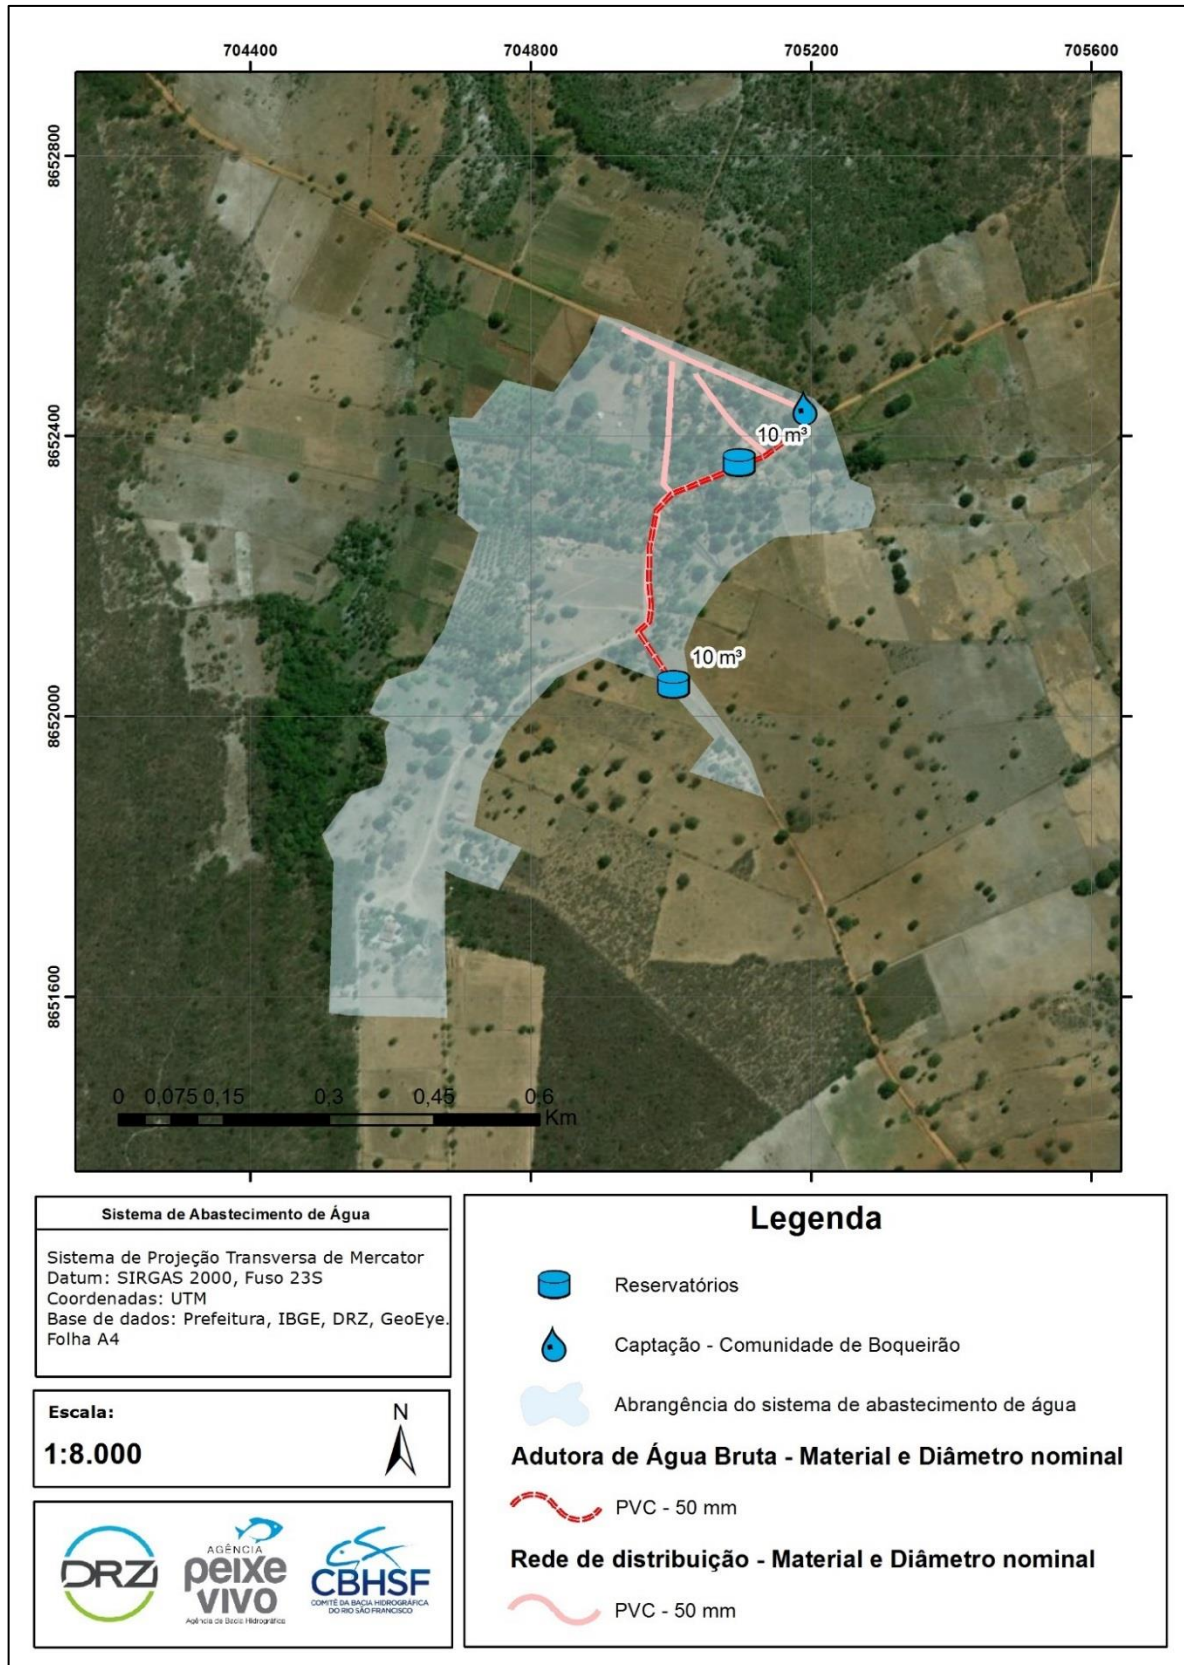 704400 704800 705200 705600
8652800
8652400
8652000
8651600
10 m³
10 m³
0 0,075 0,15 0,3 0,45 0,6
Km
Sistema de Abastecimento de Água
Sistema de Projeção Transversa de Mercator
Datum: SIRGAS 2000, Fuso 23S
Coordenadas: UTM
Base de dados: Prefeitura, IBGE, DRZ, GeoEye.
Folha A4
Escala:
1:8.000
N
DRZ
AGÊNCIA
peixe
vivo
Agência de Bacia Hidrográfica
CBHSF
COMITÊ DA BACIA HIDROGRÁFICA
DO RIO SÃO FRANCISCO
Legenda
Reservatórios
Captação - Comunidade de Boqueirão
Abrangência do sistema de abastecimento de água
Adutora de Água Bruta - Material e Diâmetro nominal
PVC - 50 mm
Rede de distribuição - Material e Diâmetro nominal
PVC - 50 mm